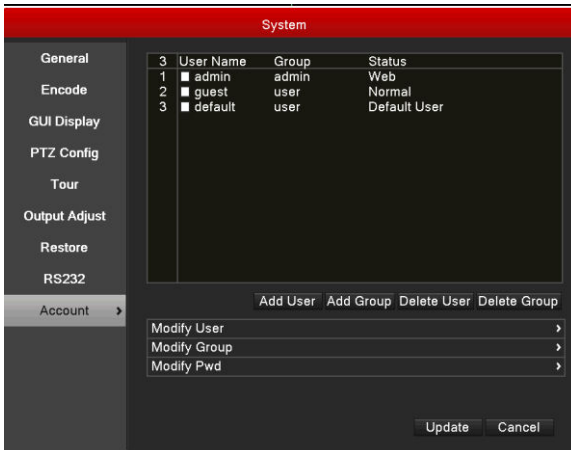 System
General
Encode
GUI Display
PTZ Config
Tour
Output Adjust
Restore
RS232
Account >
3 User Name Group Status
1 admin admin Web
2 guest user Normal
3 default user Default User
Add User Add Group Delete User Delete Group
Modify User >
Modify Group >
Modify Pwd >
Update Cancel